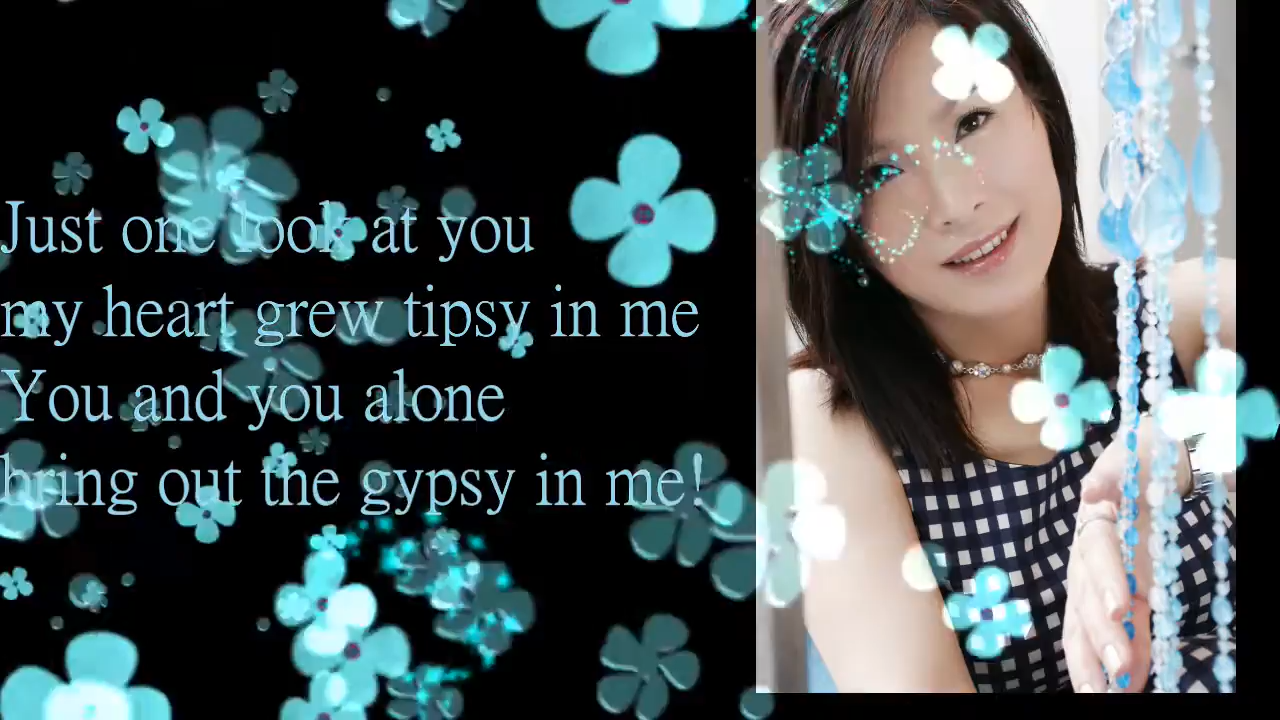 Just one look at you
my heart grew tipsy in me
You and you alone
bring out the gypsy in me!